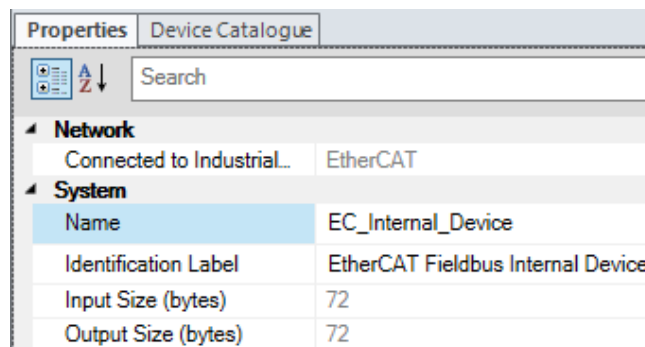 Properties Device Catalogue
A Z Search
Network
Connected to Industrial... EtherCAT
System
Name EC_Internal_Device
Identification Label EtherCAT Fieldbus Internal Device
Input Size (bytes) 72
Output Size (bytes) 72